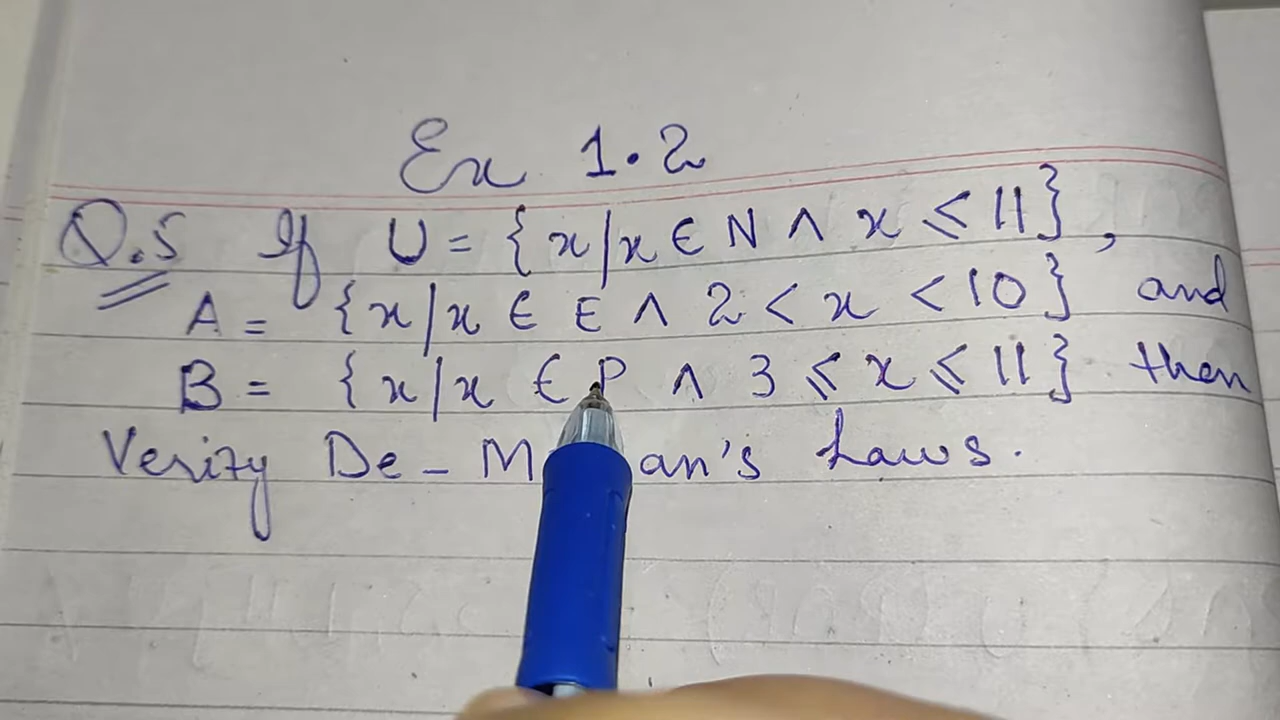 Ex 1.2
Q.5 If U = {x/x ∈ N ∧ x ⩽ 11},
A = {x/x ∈ E ∧ 2 < x < 10} and
B = {x/x ∈ P ∧ 3 ⩽ x ⩽ 11} then
Verify De - M an's Laws.